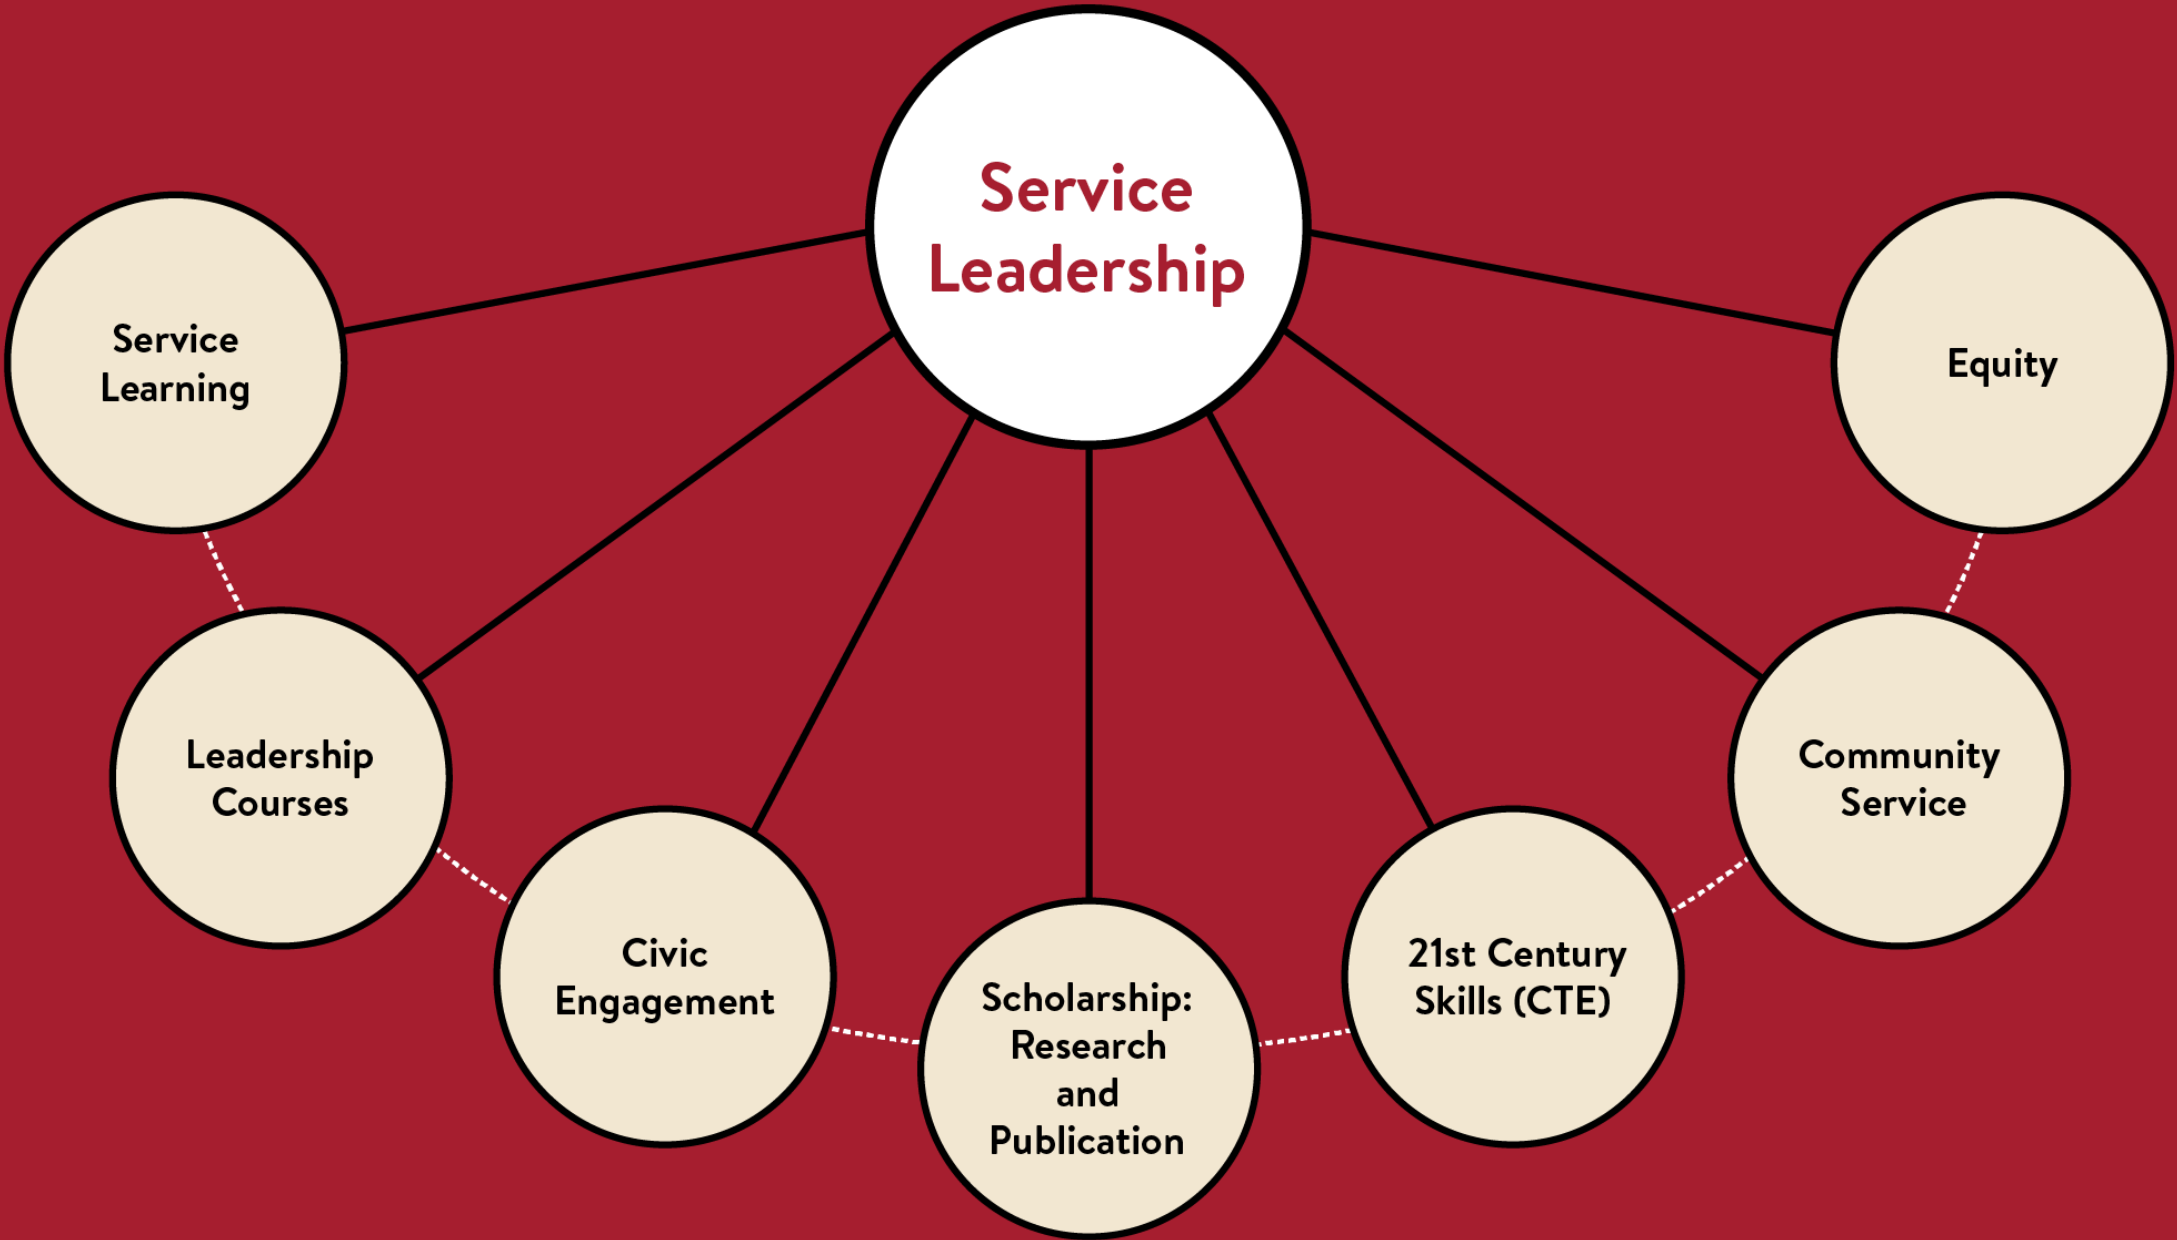 Service
Leadership
Service
Learning
Equity
Leadership
Courses
Community
Service
Civic
Engagement
Scholarship:
Research
and
Publication
21st Century
Skills (CTE)